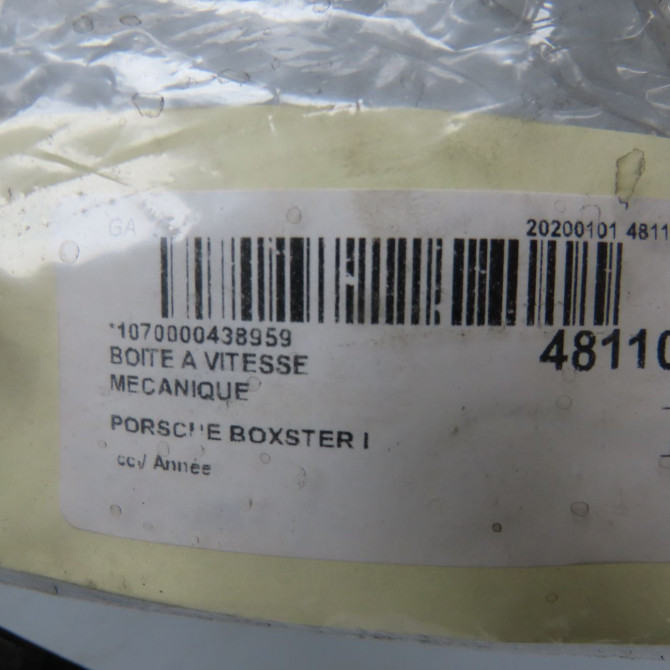 GA
20200101 4811
*1070000438959
48110
BOITE A VITESSE
MECANIQUE
PORSCHE BOXSTER I
cc/ Année